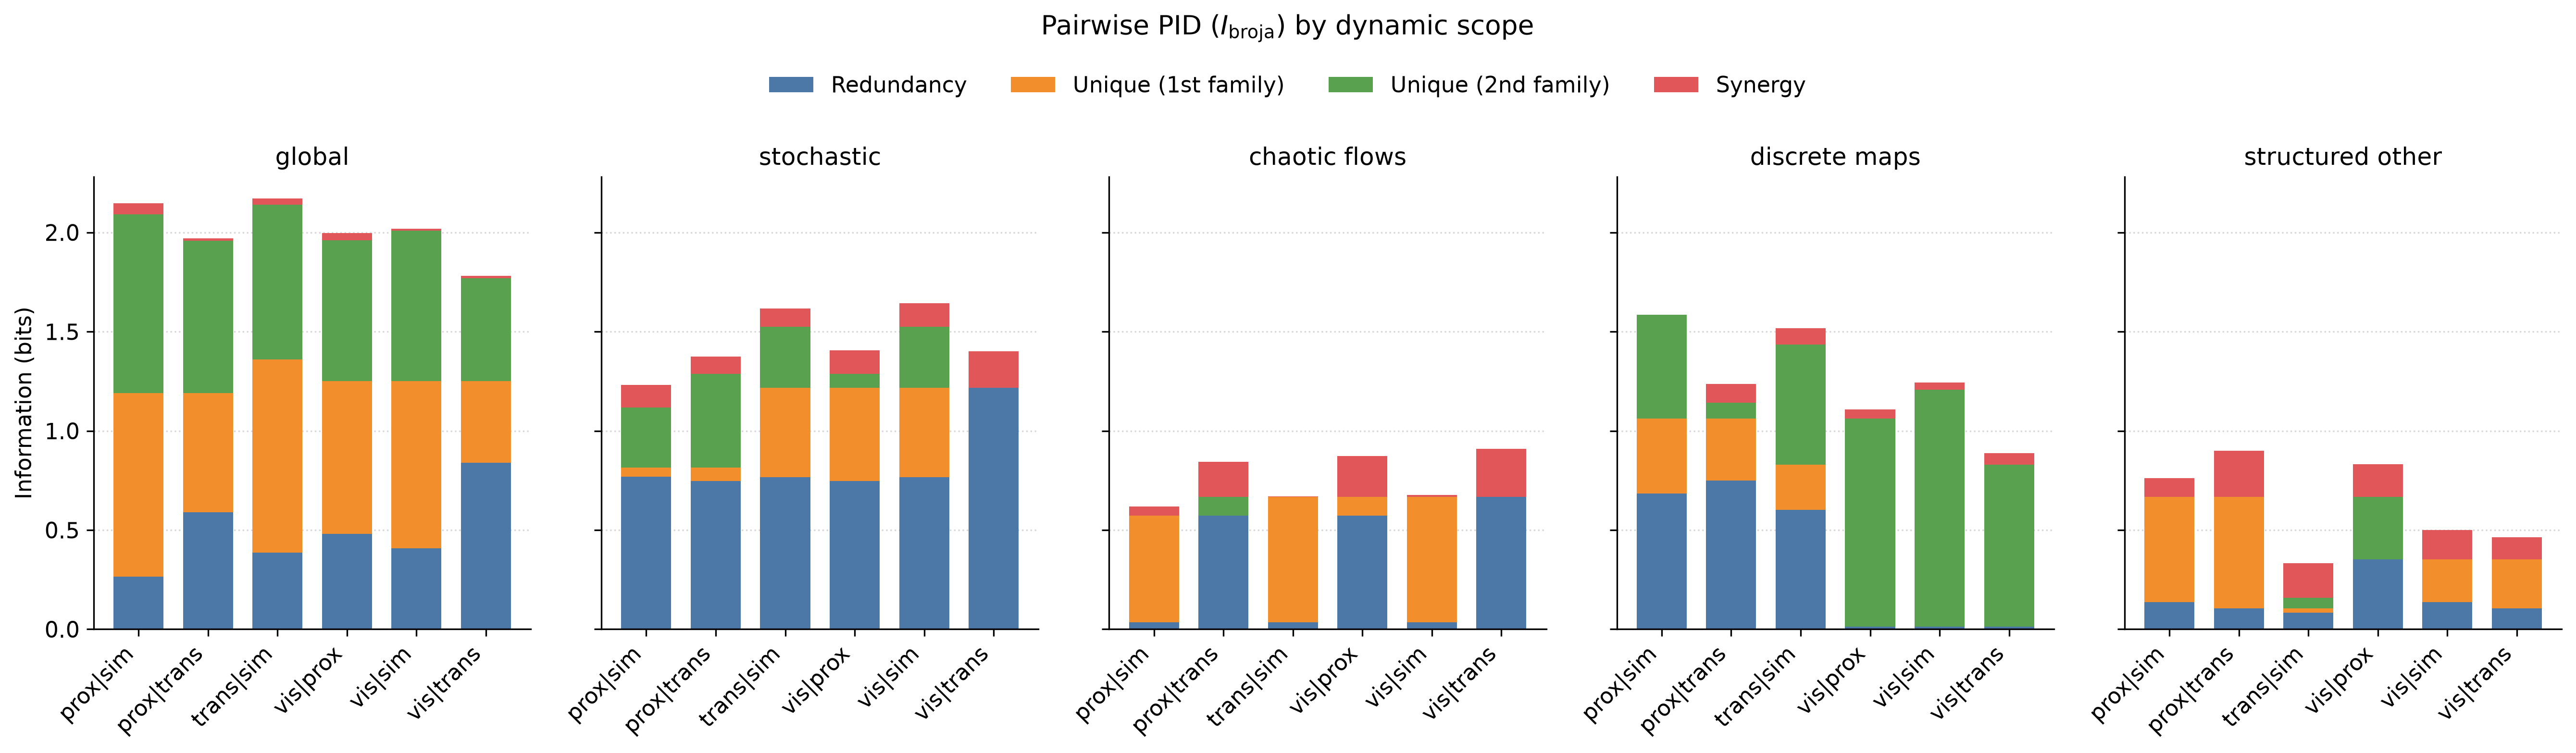 Pairwise PID (I_broja) by dynamic scope
Redundancy Unique (1st family) Unique (2nd family) Synergy
global stochastic chaotic flows discrete maps structured other
Information (bits)
2.0
1.5
1.0
0.5
0.0
prox|sim prox|trans trans|sim vis|prox vis|sim vis|trans
prox|sim prox|trans trans|sim vis|prox vis|sim vis|trans
prox|sim prox|trans trans|sim vis|prox vis|sim vis|trans
prox|sim prox|trans trans|sim vis|prox vis|sim vis|trans
prox|sim prox|trans trans|sim vis|prox vis|sim vis|trans